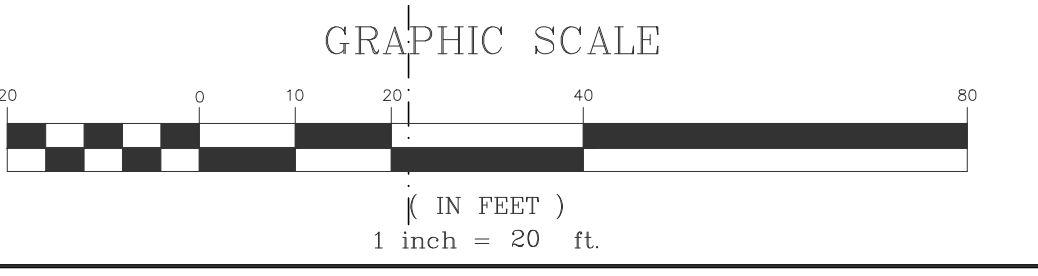 GRAPHIC SCALE
20 0 10 20 40 80
( IN FEET )
1 inch = 20 ft.